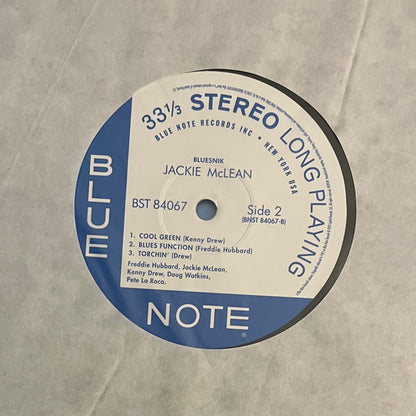 33 1/3 STEREO LONG PLAYING
BLUE NOTE RECORDS INC • NEW YORK USA
BLUESNIK
JACKIE McLEAN
BST 84067
Side 2
(BNST 84067-B)
1. COOL GREEN (Kenny Drew)
2. BLUES FUNCTION (Freddie Hubbard)
3. TORCHIN' (Drew)
Freddie Hubbard, Jackie McLean,
Kenny Drew, Doug Watkins,
Pete La Roca.
BLUE
NOTE
®